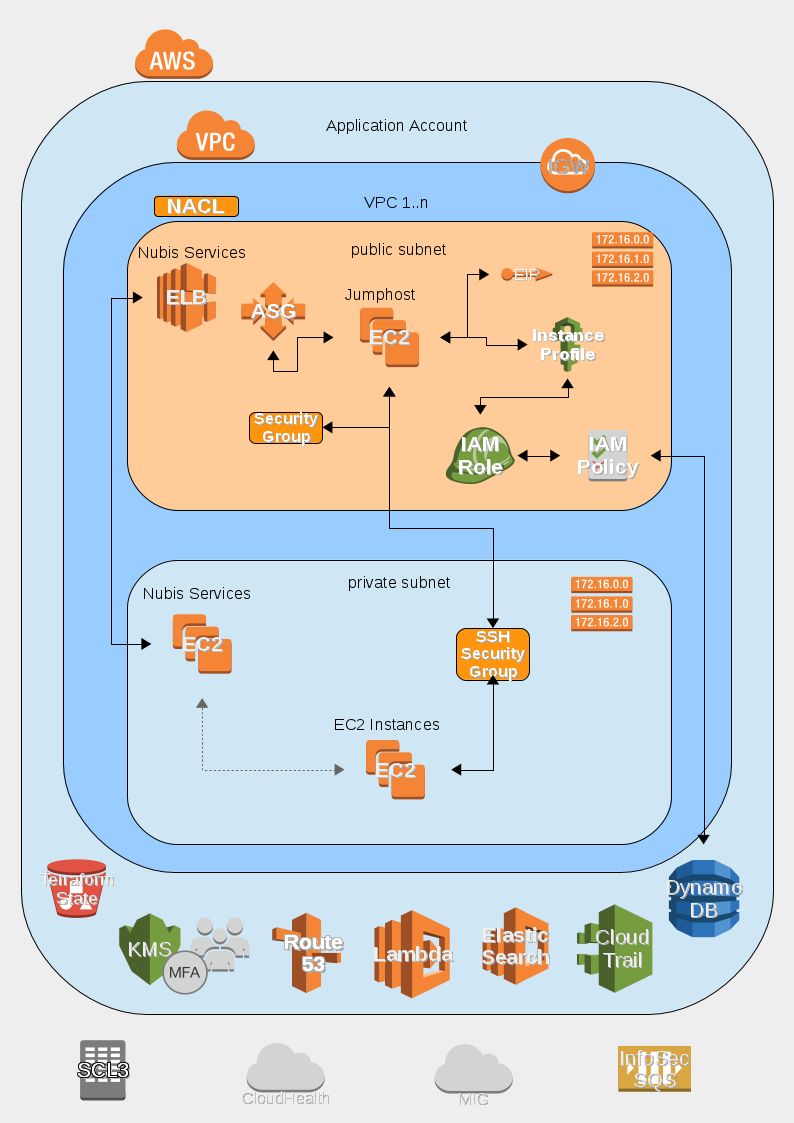 AWS
Application Account
VPC
IGW
NACL
VPC 1..n
Nubis Services
public subnet
172.16.0.0
172.16.1.0
172.16.2.0
ELB
ASG
Jumphost
EC2
EIP
Instance
Profile
Security
Group
IAM
Role
IAM
Policy
private subnet
Nubis Services
172.16.0.0
172.16.1.0
172.16.2.0
EC2
SSH
Security
Group
EC2 Instances
EC2
Terraform
State
Dynamo
DB
KMS
MFA
Route
53
Lambda
Elastic
Search
Cloud
Trail
SCL3
CloudHealth
MIG
InfoSec
SQS